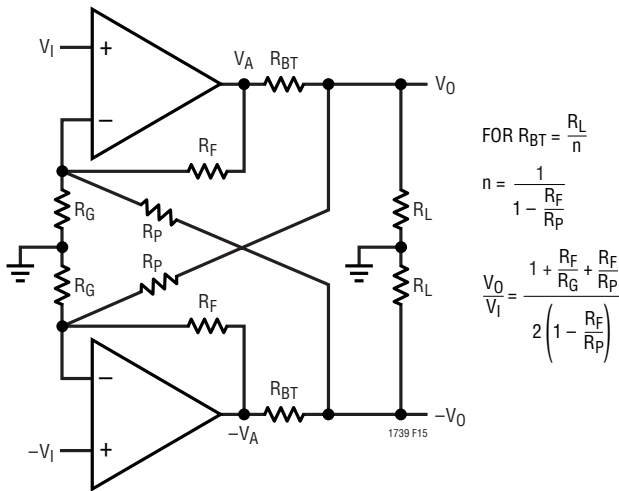 V_I
+
−
V_A
R_BT
V_O
R_F
R_G
R_P
R_L
R_P
R_G
R_L
R_F
−
+
R_BT
−V_A
−V_I
−V_O
1739 F15
FOR R_BT = R_L / n
n = 1 / (1 − R_F / R_P)
V_O / V_I = (1 + R_F / R_G + R_F / R_P) / (2 (1 − R_F / R_P))